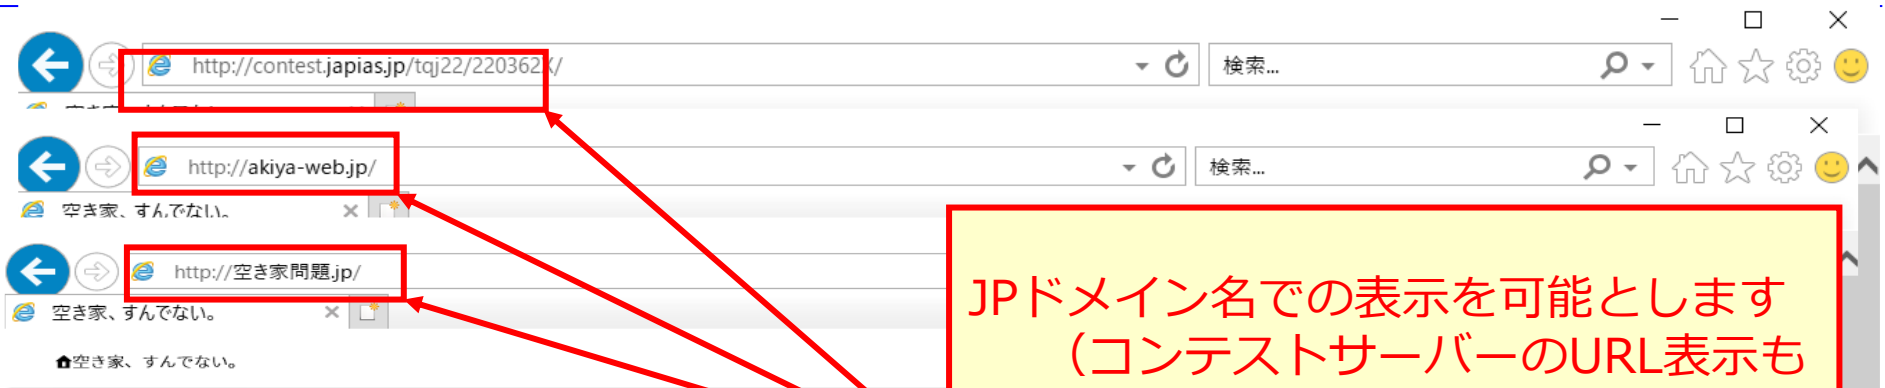 http://contest.japias.jp/tqj22/220362X/
検索...
http://akiya-web.jp/
検索...
空き家、すんでない。
http://空き家問題.jp/
空き家、すんでない。
空き家、すんでない。
JPドメイン名での表示を可能とします
（コンテストサーバーのURL表示も